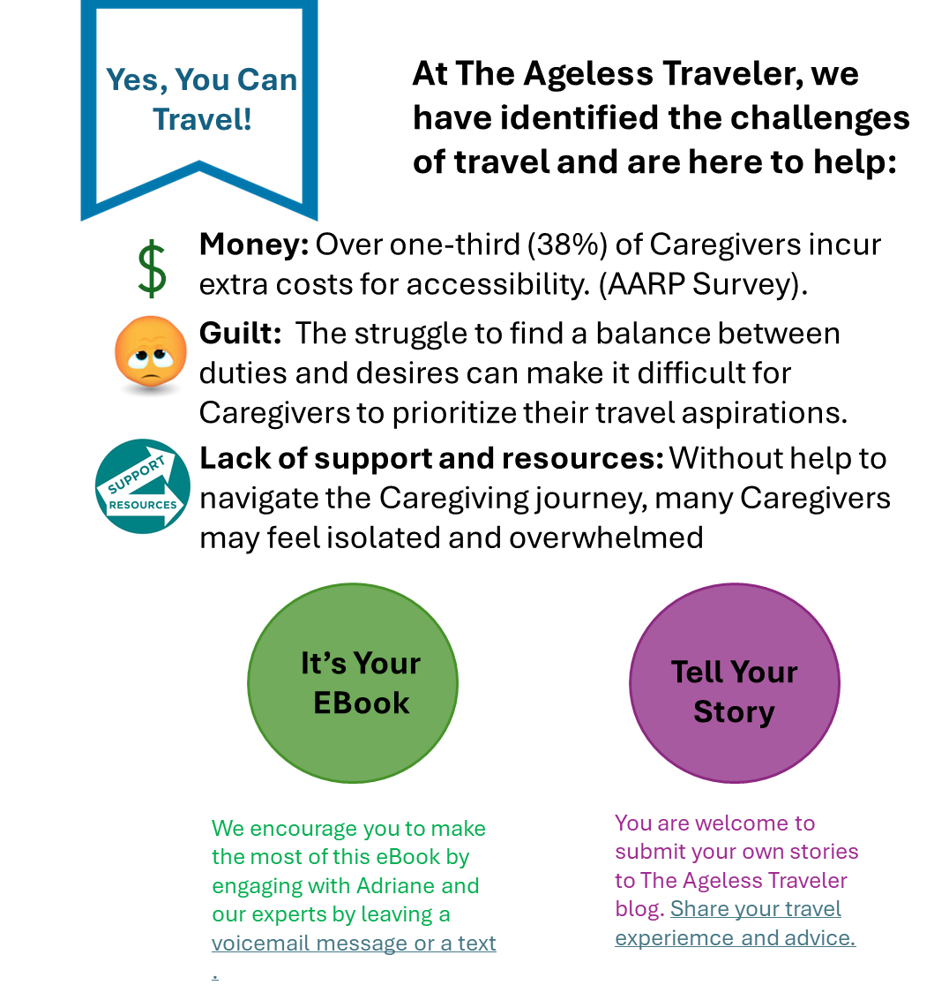 Yes, You Can
Travel!
At The Ageless Traveler, we
have identified the challenges
of travel and are here to help:
$
Money: Over one-third (38%) of Caregivers incur
extra costs for accessibility. (AARP Survey).
Guilt: The struggle to find a balance between
duties and desires can make it difficult for
Caregivers to prioritize their travel aspirations.
SUPPORT
RESOURCES
Lack of support and resources: Without help to
navigate the Caregiving journey, many Caregivers
may feel isolated and overwhelmed
It’s Your
EBook
We encourage you to make
the most of this eBook by
engaging with Adriane and
our experts by leaving a
voicemail message or a text
.
Tell Your
Story
You are welcome to
submit your own stories
to The Ageless Traveler
blog. Share your travel
experiemce and advice.